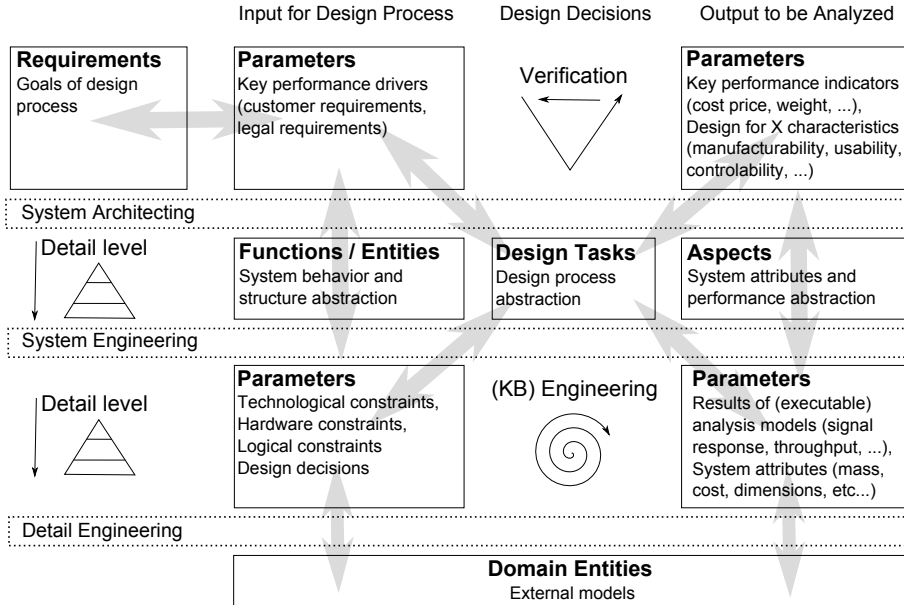 Input for Design Process
Design Decisions
Output to be Analyzed
Requirements
Goals of design
process
Parameters
Key performance drivers
(customer requirements,
legal requirements)
Verification
Parameters
Key performance indicators
(cost price, weight, ...),
Design for X characteristics
(manufacturability, usability,
controlability, ...)
System Architecting
Detail level
Functions / Entities
System behavior and
structure abstraction
Design Tasks
Design process
abstraction
Aspects
System attributes and
performance abstraction
System Engineering
Detail level
Parameters
Technological constraints,
Hardware constraints,
Logical constraints
Design decisions
(KB) Engineering
Parameters
Results of (executable)
analysis models (signal
response, throughput, ...),
System attributes (mass,
cost, dimensions, etc...)
Detail Engineering
Domain Entities
External models